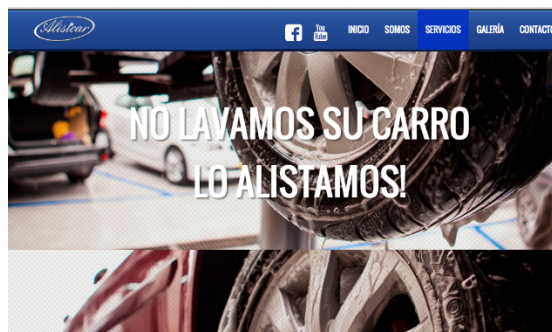 Alistcar
You
Tube
INICIO
SOMOS
SERVICIOS
GALERÍA
CONTACTO
NO LAVAMOS SU CARRO
LO ALISTAMOS!